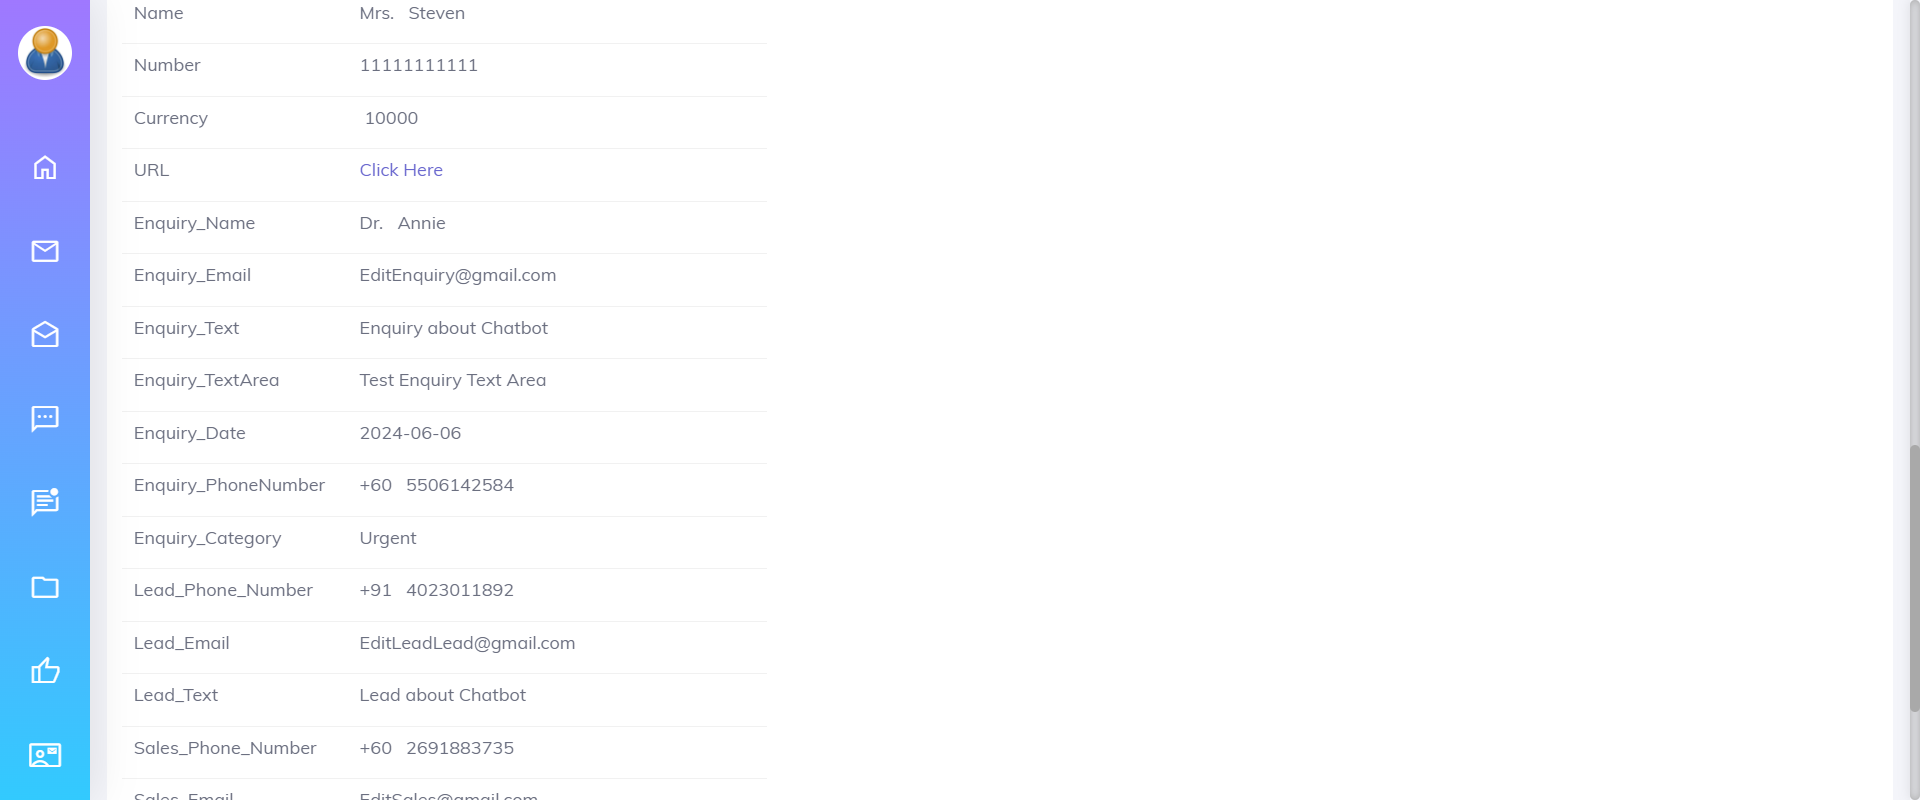 Name Mrs. Steven
Number 11111111111
Currency 10000
URL Click Here
Enquiry_Name Dr. Annie
Enquiry_Email EditEnquiry@gmail.com
Enquiry_Text Enquiry about Chatbot
Enquiry_TextArea Test Enquiry Text Area
Enquiry_Date 2024-06-06
Enquiry_PhoneNumber +60 5506142584
Enquiry_Category Urgent
Lead_Phone_Number +91 4023011892
Lead_Email EditLeadLead@gmail.com
Lead_Text Lead about Chatbot
Sales_Phone_Number +60 2691883735
Sales_Email EditSales@gmail.com